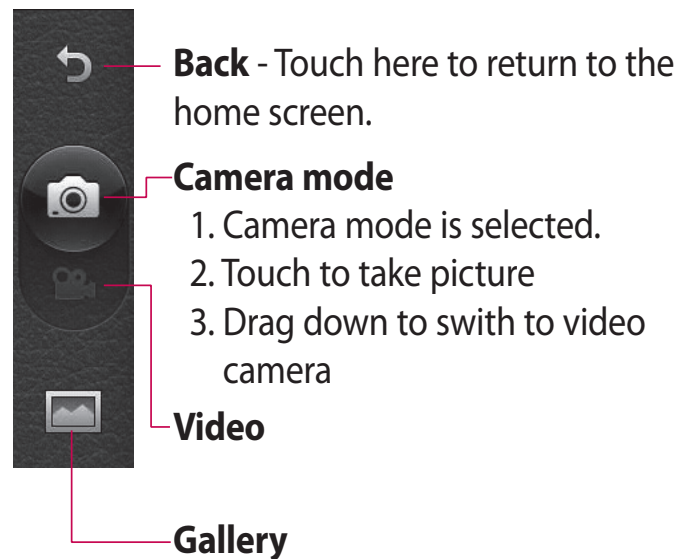 Back - Touch here to return to the
home screen.
Camera mode
1. Camera mode is selected.
2. Touch to take picture
3. Drag down to swith to video
camera
Video
Gallery